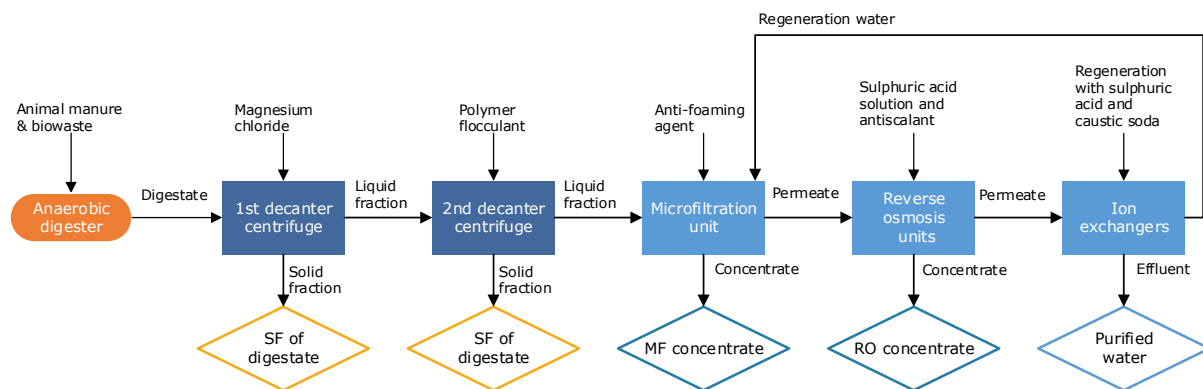 Regeneration water
Animal manure
& biowaste
Magnesium
chloride
Polymer
flocculant
Anti-foaming
agent
Sulphuric acid
solution and
antiscalant
Regeneration
with sulphuric
acid and
caustic soda
Anaerobic
digester
Digestate
1st decanter
centrifuge
Liquid
fraction
2nd decanter
centrifuge
Liquid
fraction
Microfiltration
unit
Permeate
Reverse
osmosis
units
Permeate
Ion
exchangers
Solid
fraction
Solid
fraction
Concentrate
Concentrate
Effluent
SF of
digestate
SF of
digestate
MF concentrate
RO concentrate
Purified
water